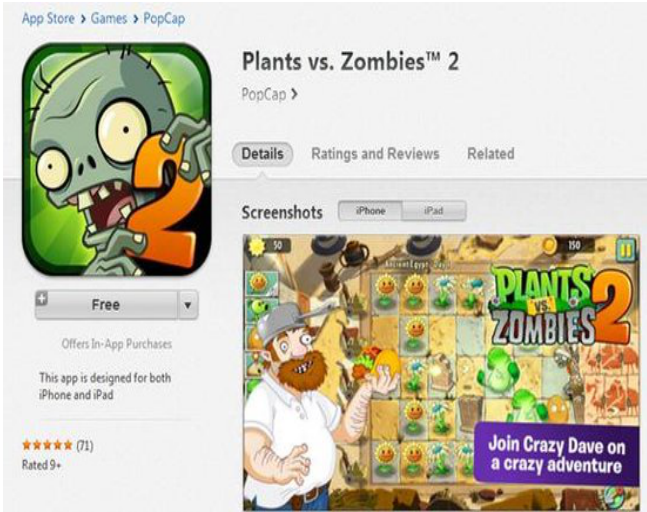 App Store > Games > PopCap
Plants vs. Zombies™ 2
PopCap >
Details Ratings and Reviews Related
Screenshots iPhone iPad
2
50
150
Ancient Egypt - Day
PLANTS
VS.
ZOMBIES 2
Join Crazy Dave on
a crazy adventure
Free
Offers In-App Purchases
This app is designed for both
iPhone and iPad
(71)
Rated 9+